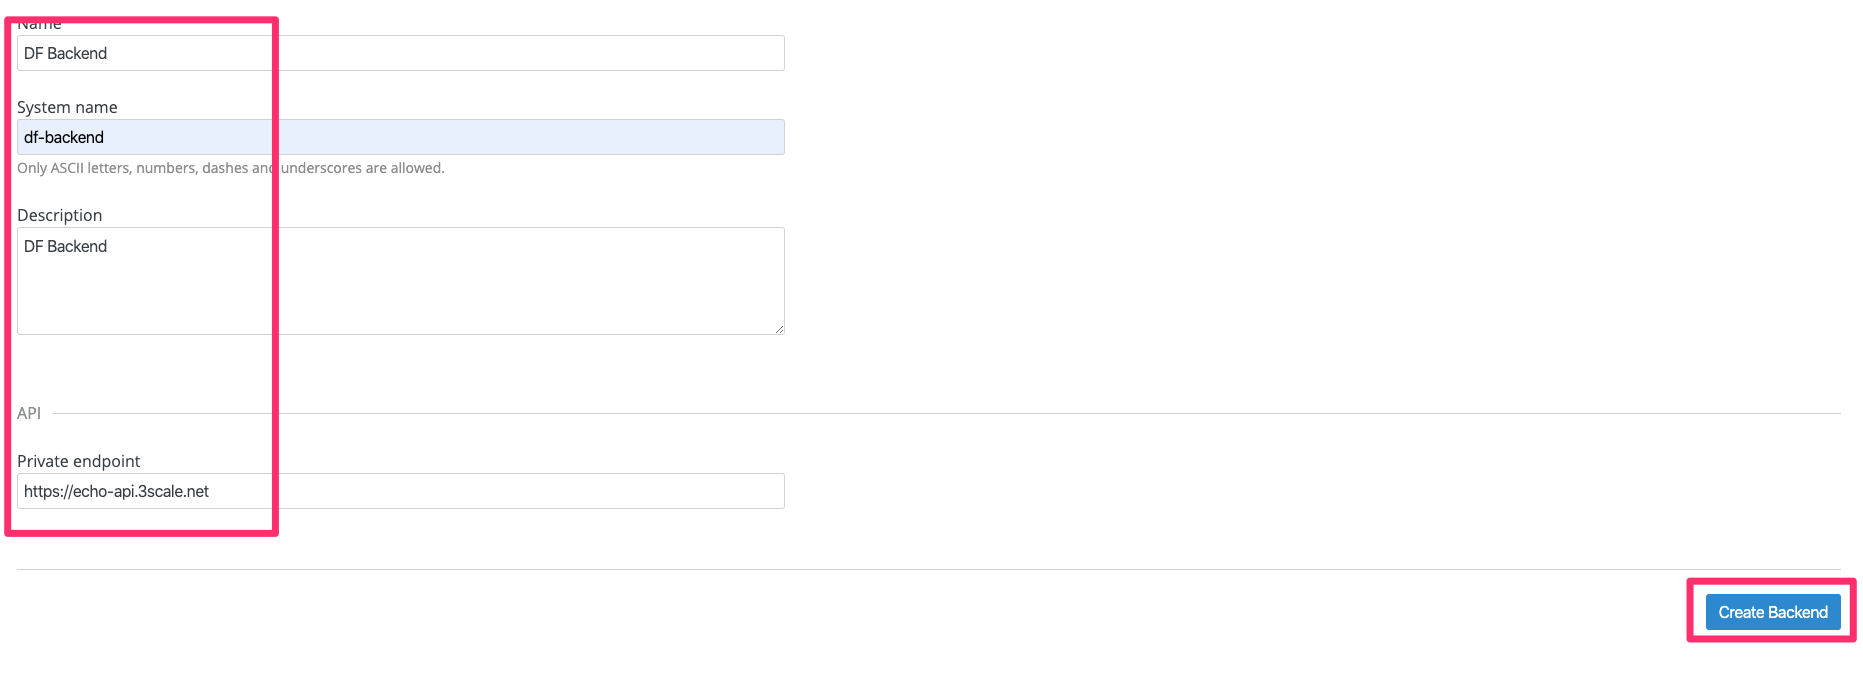 Name
DF Backend
System name
df-backend
Only ASCII letters, numbers, dashes and underscores are allowed.
Description
DF Backend
API
Private endpoint
https://echo-api.3scale.net
Create Backend